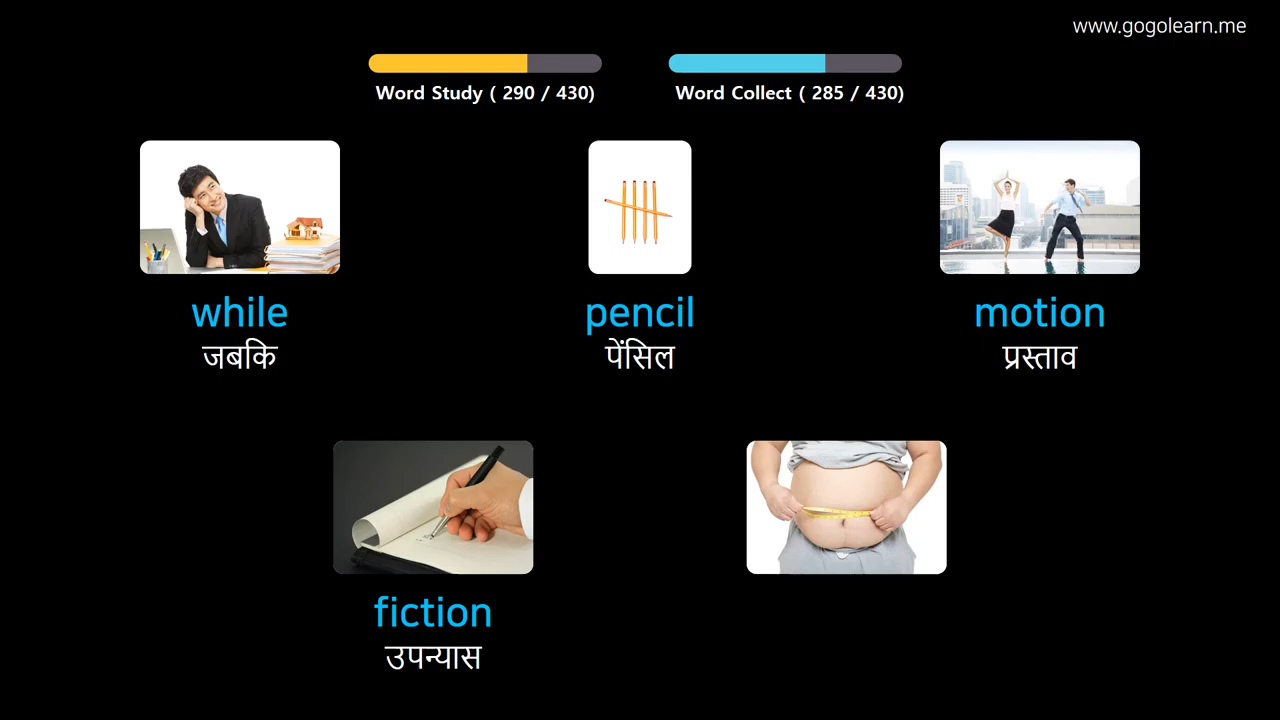 www.gogolearn.me
Word Study ( 290 / 430)
Word Collect ( 285 / 430)
while
जबकि
pencil
पेंसिल
motion
प्रस्ताव
fiction
उपन्यास